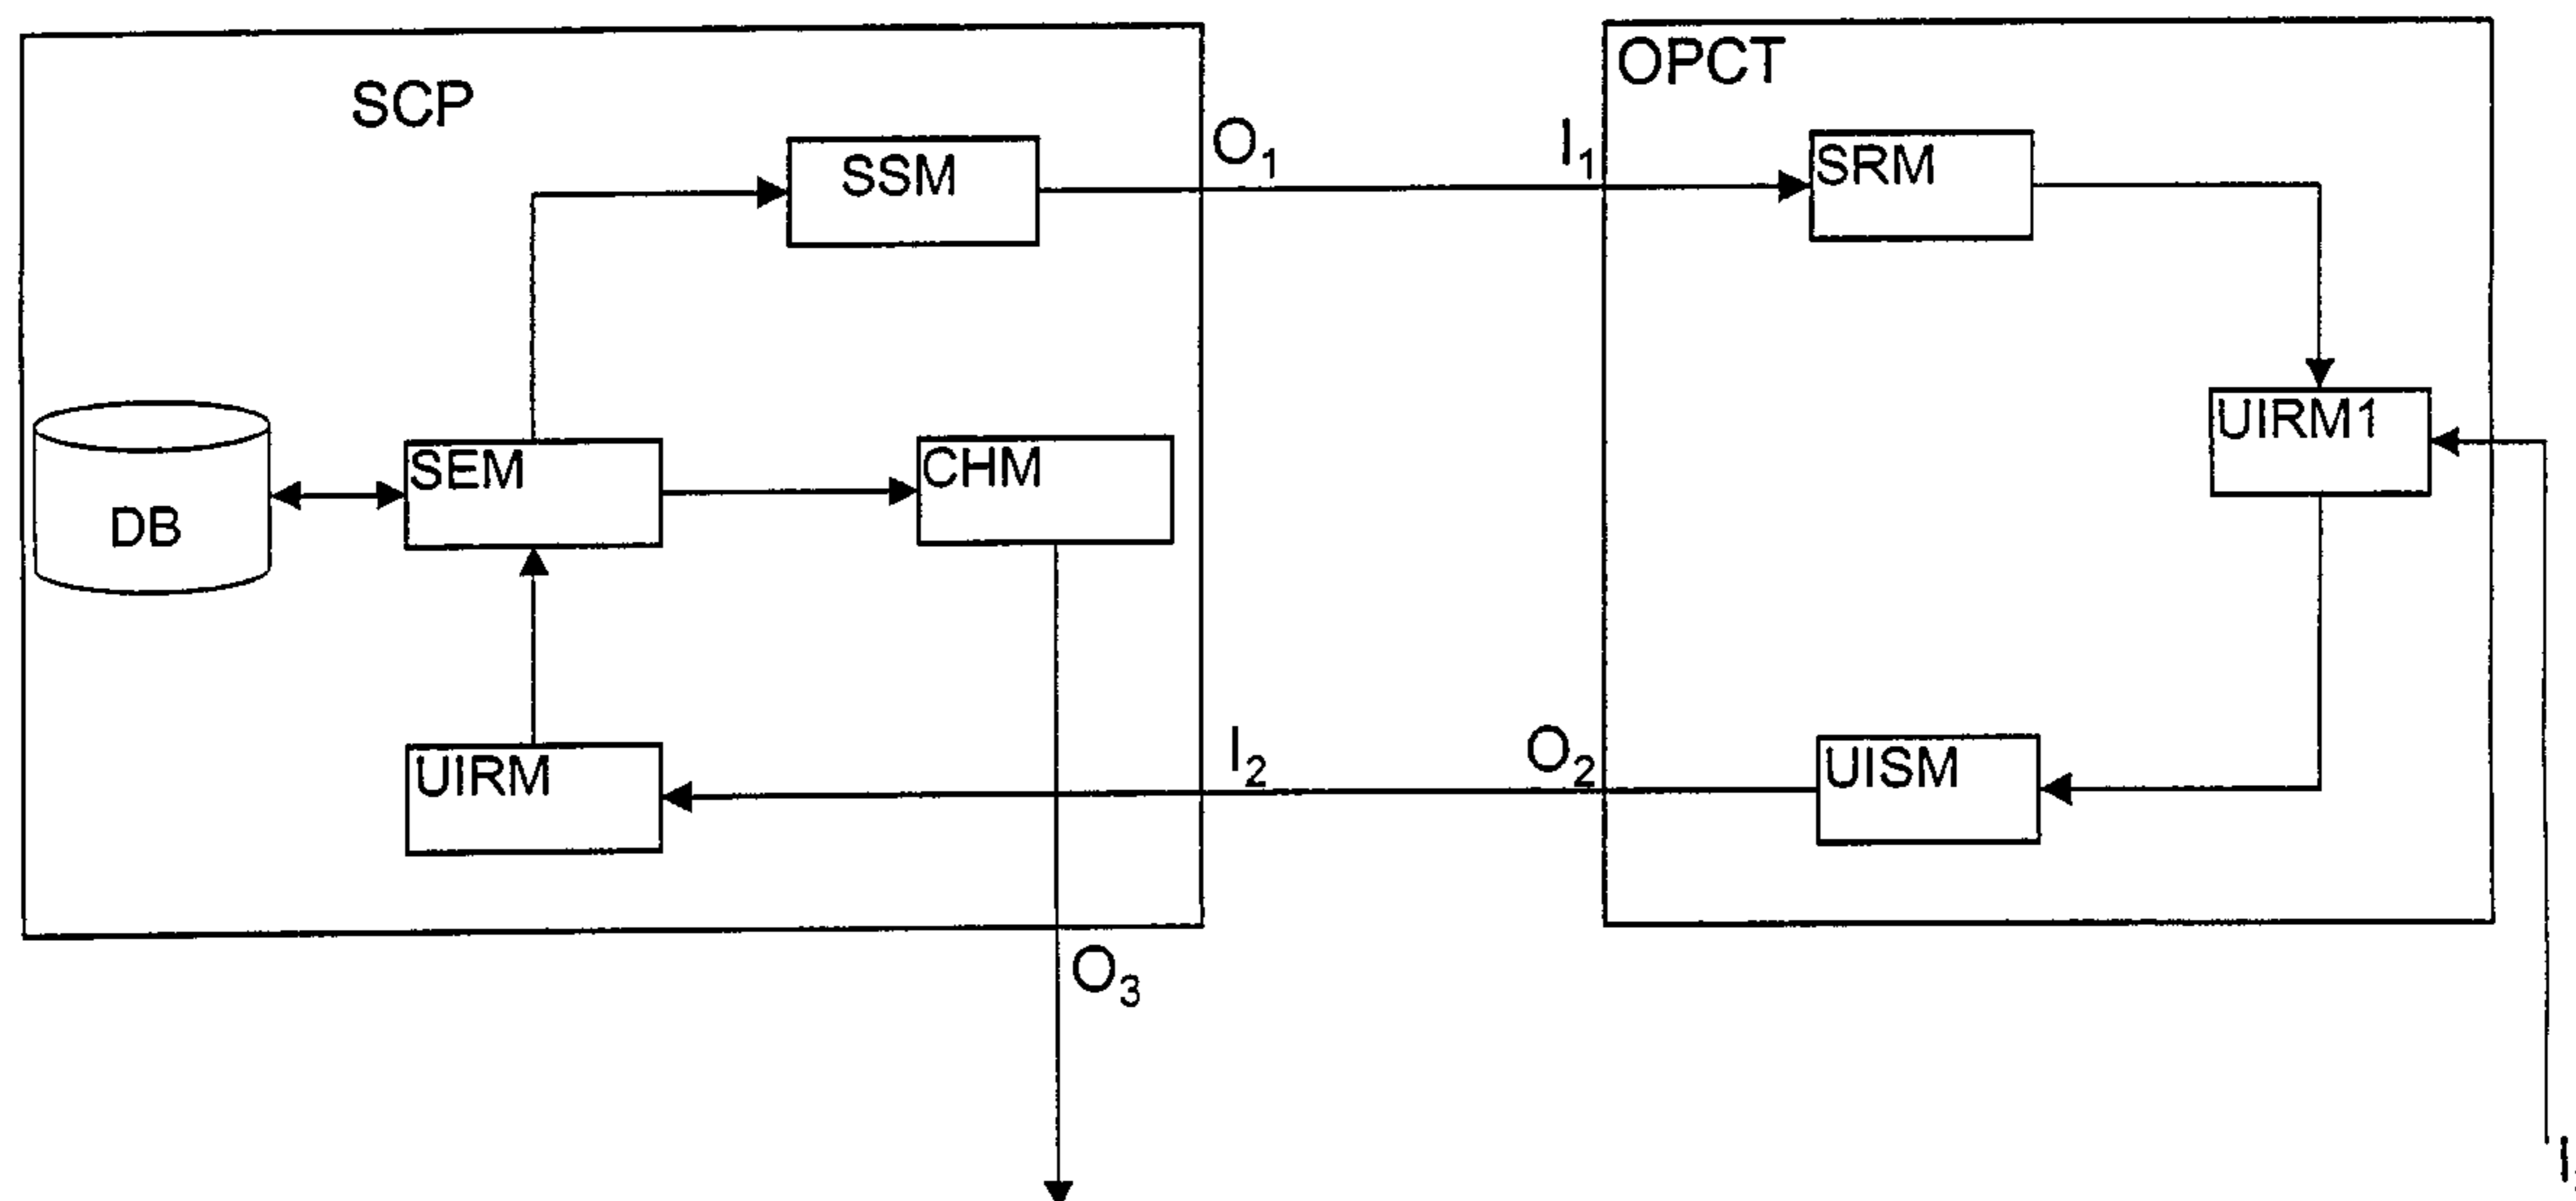 SCP
OPCT
SSM
O₁
I₁
SRM
DB
SEM
CHM
UIRM1
UIRM
I₂
O₂
UISM
O₃